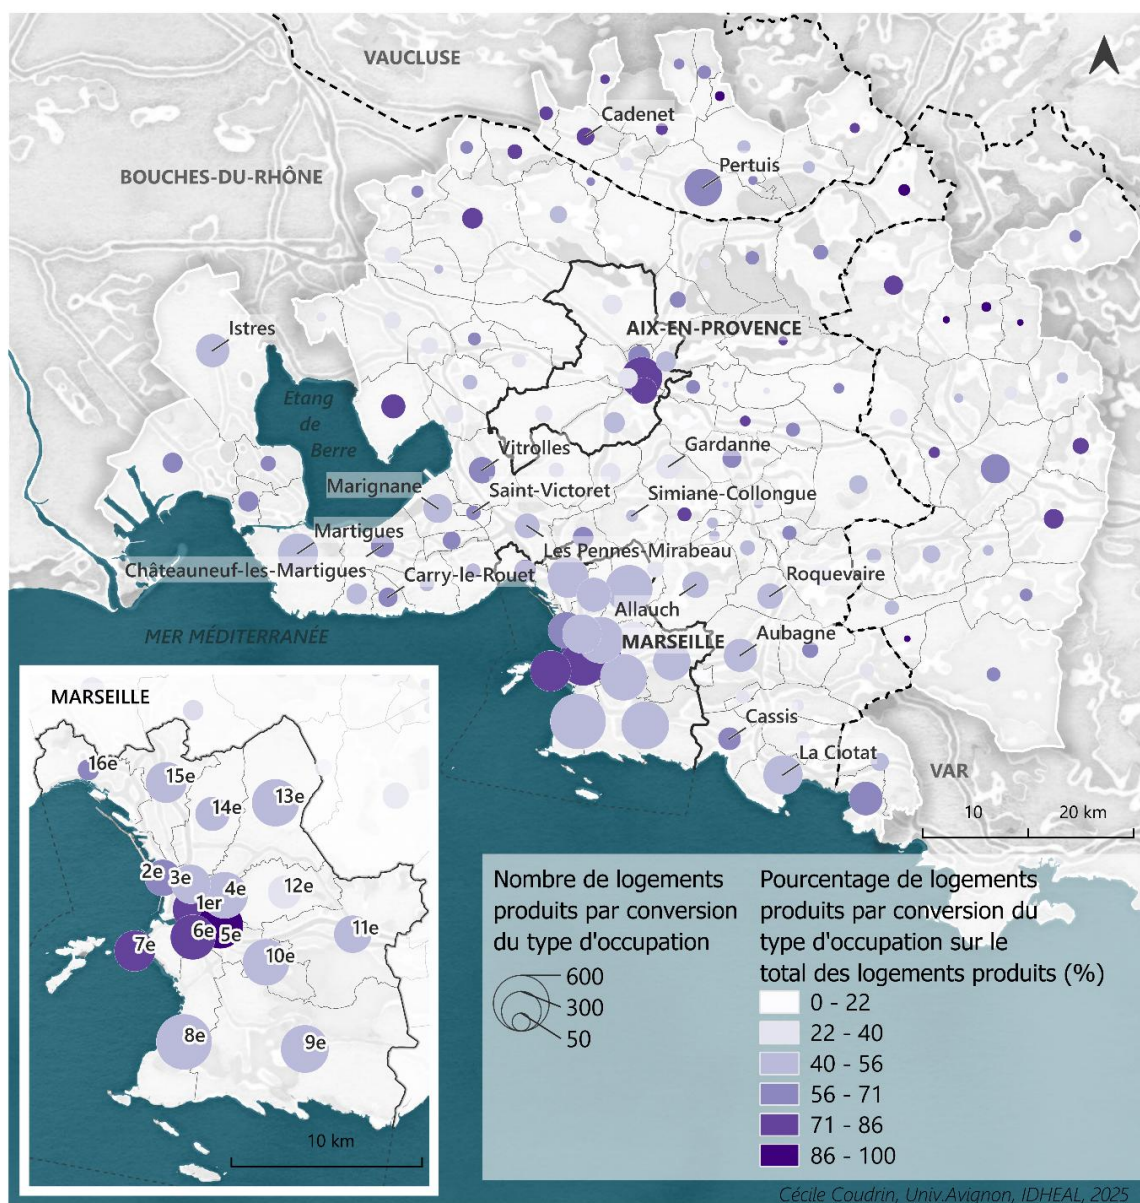 VAUCLUSE
Cadenet
BOUCHES-DU-RHÔNE
Pertuis
Istres
AIX-EN-PROVENCE
Etang
de
Berre
Vitrolles
Gardanne
Marignane
Saint-Victoret
Simiane-Collongue
Martigues
Les Pennes-Mirabeau
Châteauneuf-les-Martigues
Carry-le-Rouet
Roquevaire
Allauch
MER MÉDITERRANÉE
MARSEILLE
Aubagne
Cassis
La Ciotat
VAR
10 20 km
MARSEILLE
16e
15e
14e
13e
2e
3e
4e
12e
1er
11e
6e
5e
7e
10e
8e
9e
10 km
Nombre de logements
produits par conversion
du type d'occupation
600
300
50
Pourcentage de logements
produits par conversion du
type d'occupation sur le
total des logements produits (%)
0 - 22
22 - 40
40 - 56
56 - 71
71 - 86
86 - 100
Cécile Coudrin, Univ.Avignon, IDHEAL, 2025